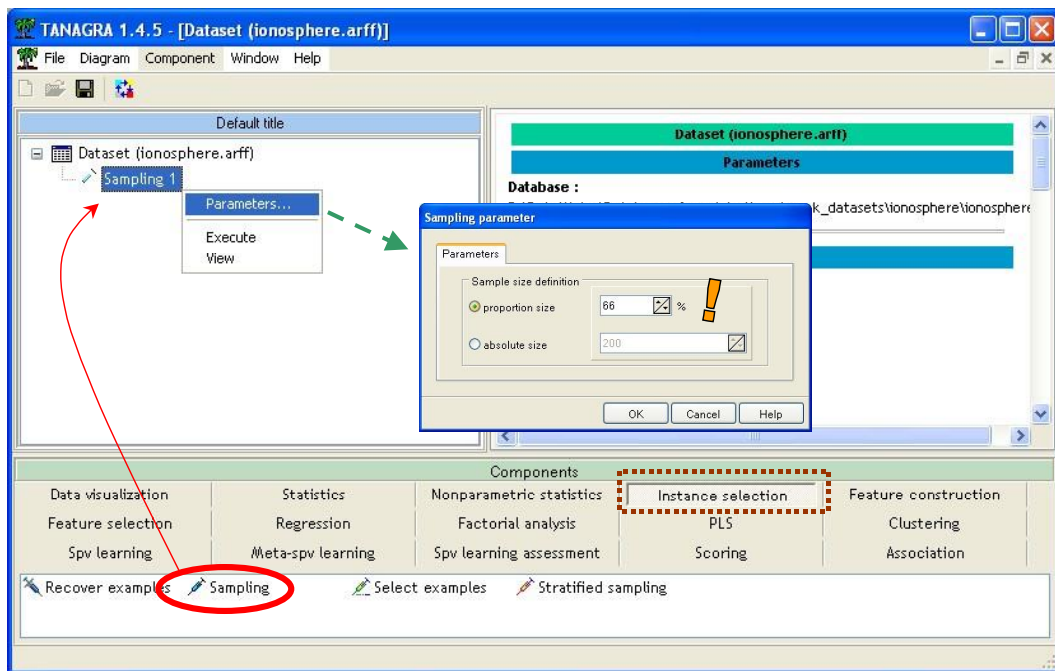 TANAGRA 1.4.5 - [Dataset (ionosphere.arff)]
File Diagram Component Window Help
Default title
Dataset (ionosphere.arff)
Sampling 1
Parameters...
Execute
View
Dataset (ionosphere.arff)
Parameters
Database :
k_datasets\ionosphere\ionosphere
Sampling parameter
Parameters
Sample size definition
proportion size 66 %
absolute size 200
OK Cancel Help
Components
Data visualization Statistics Nonparametric statistics Instance selection Feature construction
Feature selection Regression Factorial analysis PLS Clustering
Spv learning Meta-spv learning Spv learning assessment Scoring Association
Recover examples Sampling Select examples Stratified sampling